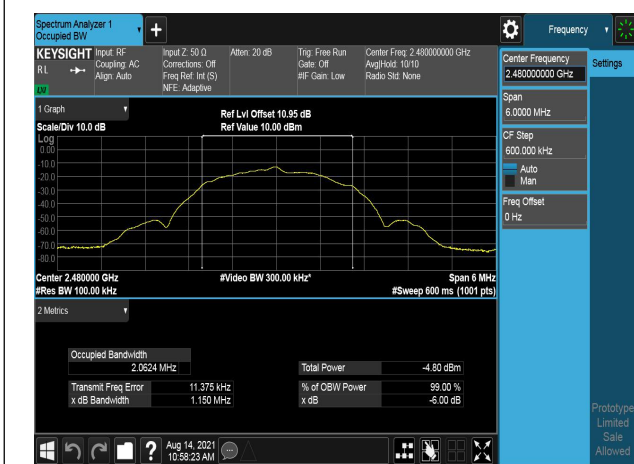 Spectrum Analyzer 1
Occupied BW
+
Frequency
KEYSIGHT
RL
Input: RF
Coupling: AC
Align: Auto
Input Z: 50 Ω
Corrections: Off
Freq Ref: Int (S)
NFE: Adaptive
Atten: 20 dB
Trig: Free Run
Gate: Off
#IF Gain: Low
Center Freq: 2.480000000 GHz
Avg|Hold: 10/10
Radio Std: None
LXI
1 Graph
Scale/Div 10.0 dB
Ref Lvl Offset 10.95 dB
Ref Value 10.00 dBm
Log
0.00
-10.0
-20.0
-30.0
-40.0
-50.0
-60.0
-70.0
-80.0
Center 2.480000 GHz
#Video BW 300.00 kHz*
Span 6 MHz
#Res BW 100.00 kHz
#Sweep 600 ms (1001 pts)
2 Metrics
Occupied Bandwidth
2.0624 MHz
Total Power -4.80 dBm
Transmit Freq Error 11.375 kHz
% of OBW Power 99.00 %
x dB Bandwidth 1.150 MHz
x dB -6.00 dB
Aug 14, 2021
10:58:23 AM
?
Center Frequency
2.480000000 GHz
Settings
Span
6.0000 MHz
CF Step
600.000 kHz
Auto
Man
Freq Offset
0 Hz
Prototype
Limited
Sale
Allowed